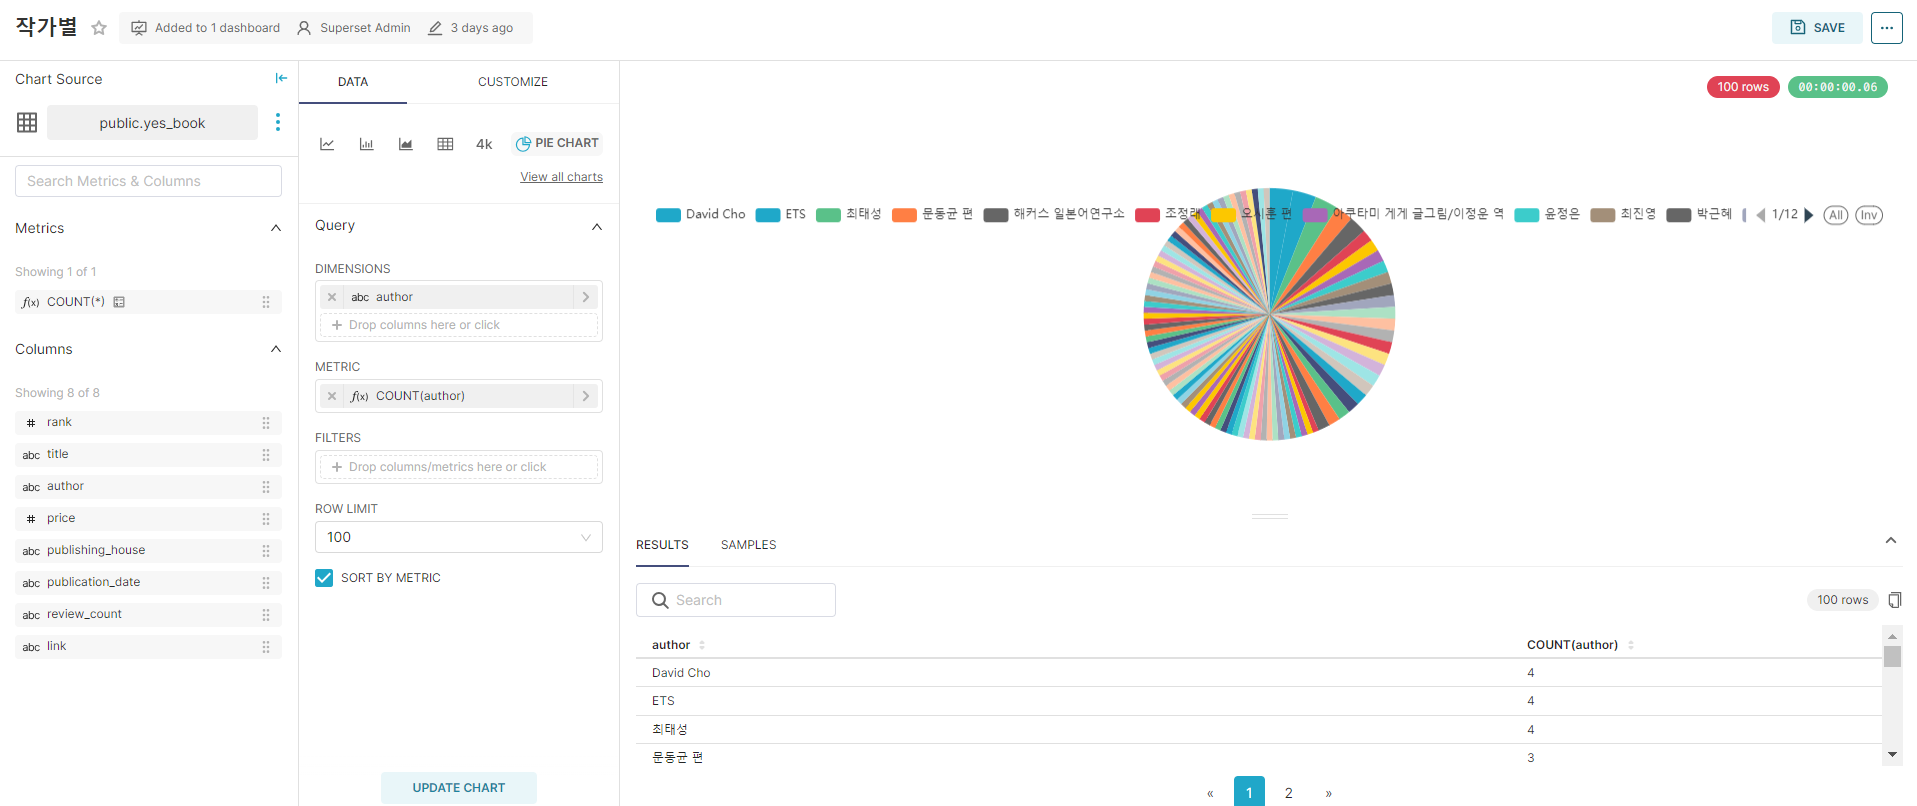 작가별
Added to 1 dashboard
Superset Admin
3 days ago
SAVE
...
Chart Source
public.yes_book
Search Metrics & Columns
Metrics
Showing 1 of 1
f(x) COUNT(*)
Columns
Showing 8 of 8
# rank
abc title
abc author
# price
abc publishing_house
abc publication_date
abc review_count
abc link
DATA
CUSTOMIZE
4k
PIE CHART
View all charts
Query
DIMENSIONS
abc author
+ Drop columns here or click
METRIC
f(x) COUNT(author)
FILTERS
+ Drop columns/metrics here or click
ROW LIMIT
100
SORT BY METRIC
UPDATE CHART
100 rows
00:00:00.06
David Cho ETS 최태성 문동균 편 해커스 일본어연구소 조정래 오시훈 편 아쿠타미 게게 글그림/이정운 역 윤정은 최진영 박근혜 1/12 All Inv
RESULTS
SAMPLES
Search
100 rows
author COUNT(author)
David Cho 4
ETS 4
최태성 4
문동균 편 3
« 1 2 »